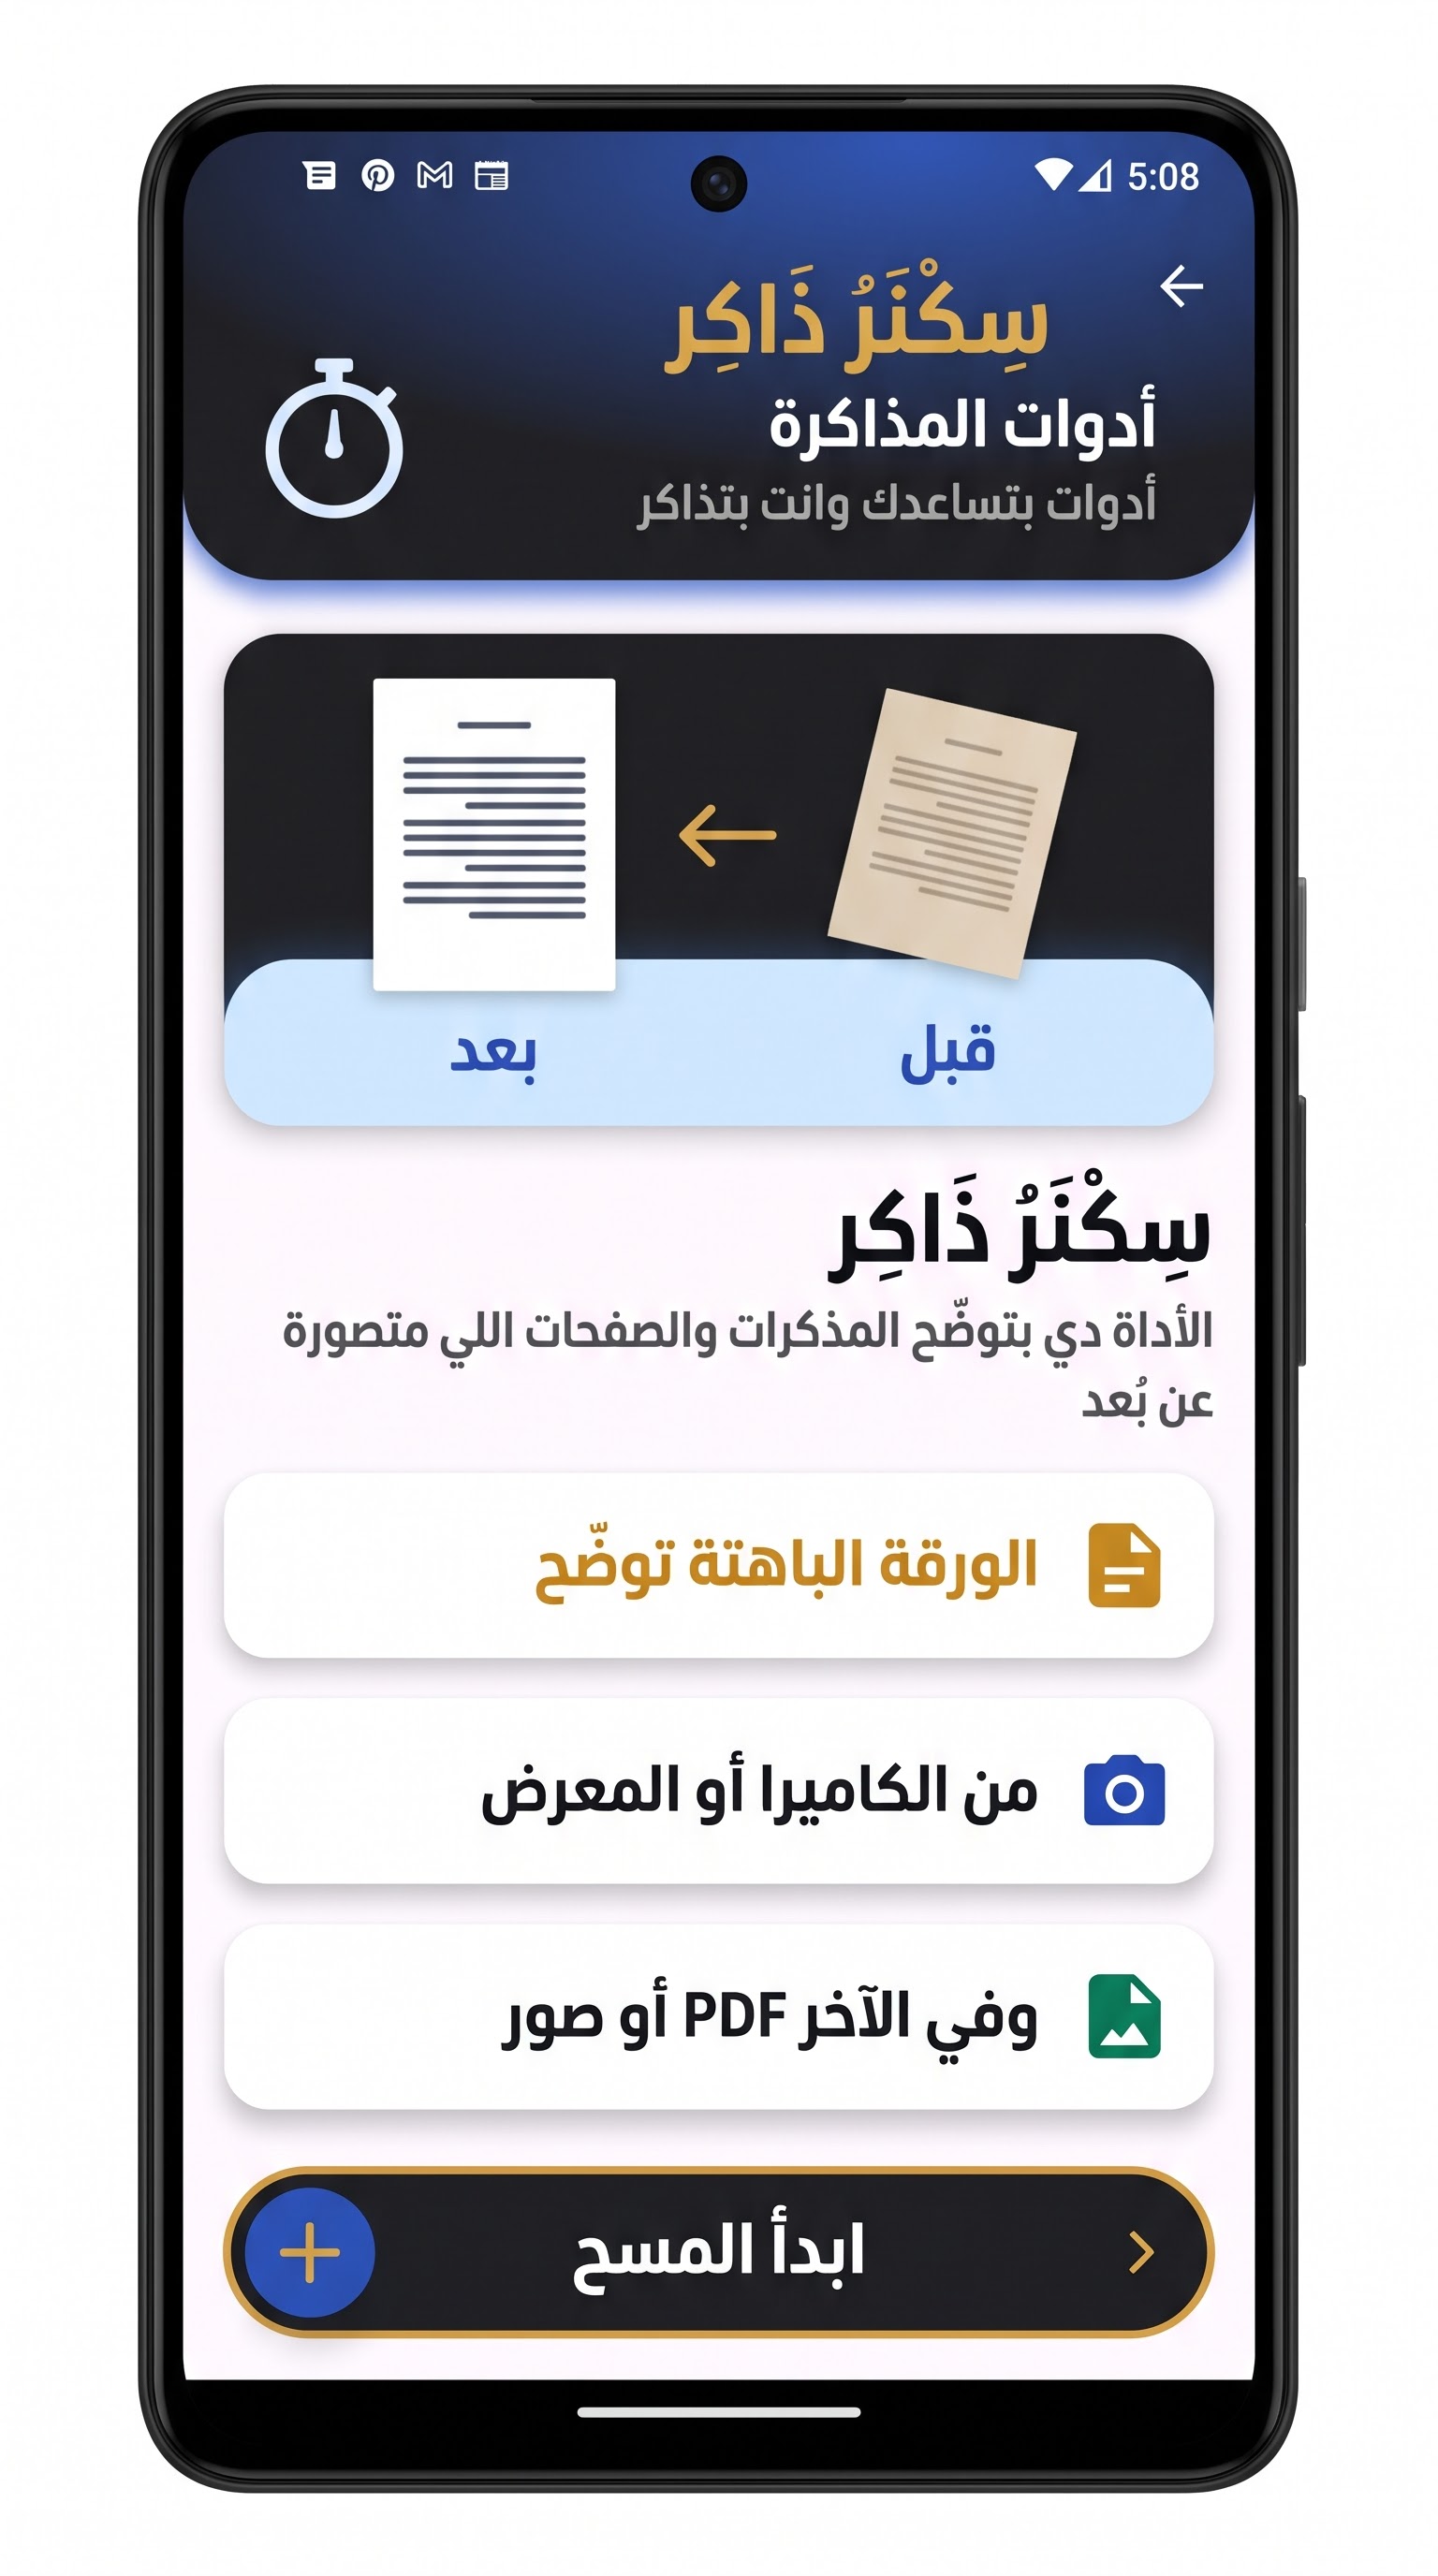 5:08
سِكْنَرُ ذَاكِر
أدوات المذاكرة
أدوات بتساعدك وانت بتذاكر
قبل
بعد
سِكْنَرُ ذَاكِر
الأداة دي بتوضّح المذكرات والصفحات اللي متصورة
عن بُعد
الورقة الباهتة توضّح
من الكاميرا أو المعرض
وفي الآخر PDF أو صور
ابدأ المسح